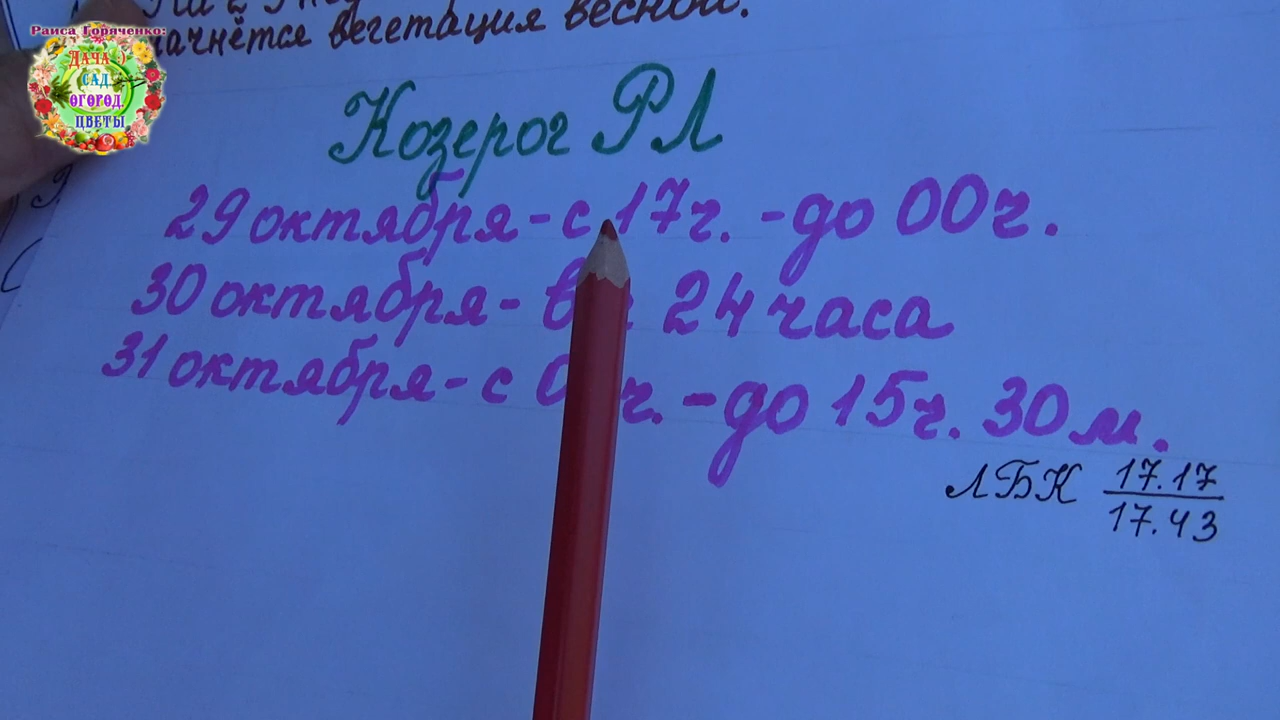 Раиса Горяченко:
Дача :)
сад,
огород,
цветы
начнётся вегетация весной.
Козерог РЛ
29 октября - с 17ч. - до 00ч.
30 октября - 24 часа
31 октября - с ч. - до 15ч. 30 м.
ЛБК 17.17
17.43